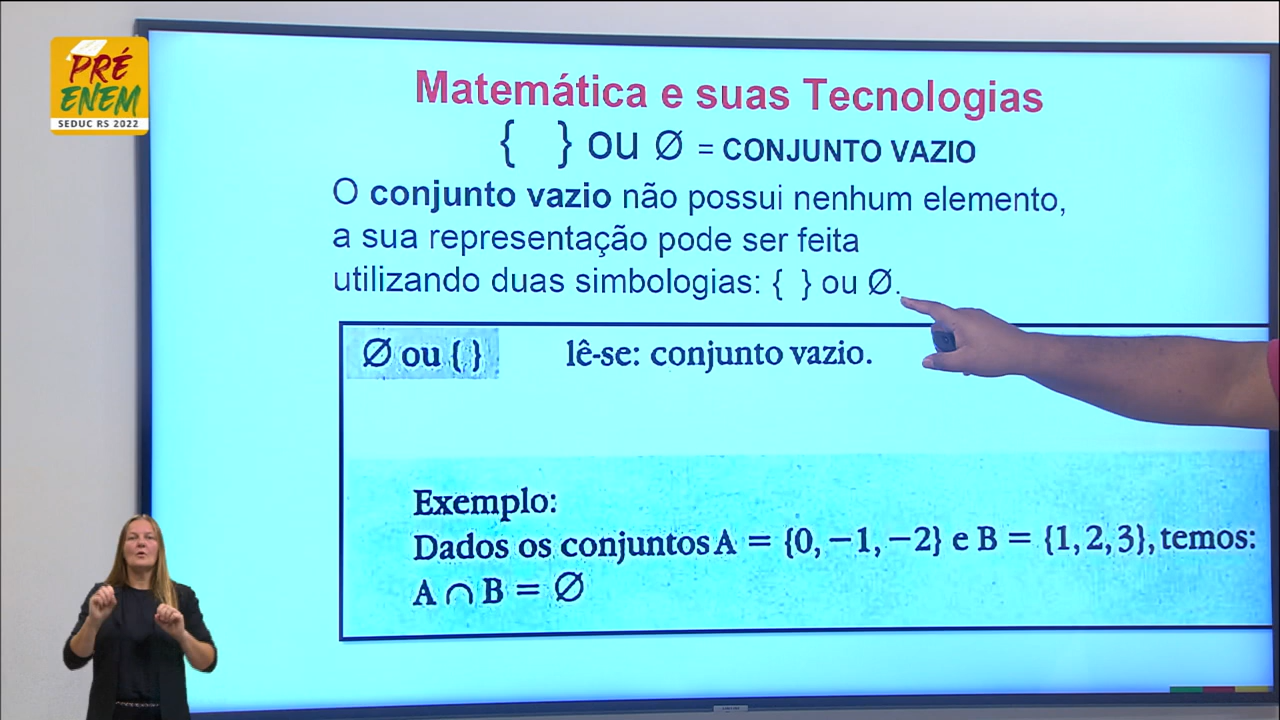 PRÉ
ENEM
SEDUC RS 2022
Matemática e suas Tecnologias
{ } ou Ø = CONJUNTO VAZIO
O conjunto vazio não possui nenhum elemento,
a sua representação pode ser feita
utilizando duas simbologias: { } ou Ø.
Ø ou { } lê-se: conjunto vazio.
Exemplo:
Dados os conjuntos A = {0, −1, −2} e B = {1, 2, 3}, temos:
A ∩ B = Ø